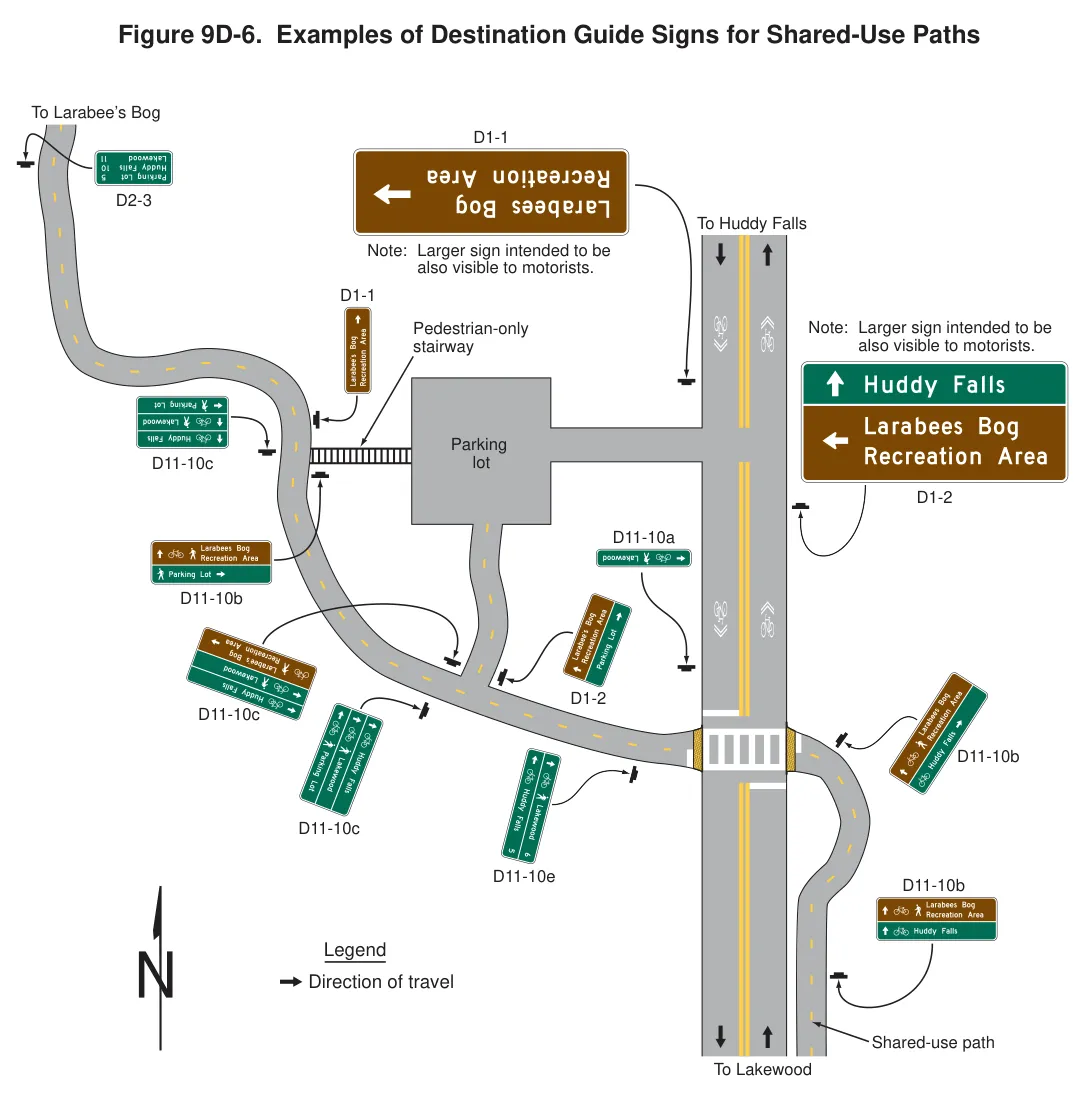 Figure 9D-6. Examples of Destination Guide Signs for Shared-Use Paths
To Larabee's Bog
Parking Lot 5
Huddy Falls 10
Lakewood 11
D2-3
D1-1
Larabees Bog
Recreation Area
Note: Larger sign intended to be
also visible to motorists.
To Huddy Falls
D1-1
Larabee's Bog
Recreation Area
Pedestrian-only
stairway
Note: Larger sign intended to be
also visible to motorists.
Huddy Falls
Larabees Bog
Recreation Area
D1-2
Huddy Falls
Lakewood
Parking Lot
D11-10c
Parking
lot
D11-10a
Lakewood
Larabees Bog
Recreation Area
Parking Lot
D11-10b
Larabee's Bog
Recreation Area
Parking Lot
D1-2
Huddy Falls
Lakewood
Larabees Bog
Recreation Area
D11-10c
Huddy Falls
Lakewood
Parking Lot
D11-10c
Lakewood 6
Huddy Falls 5
D11-10e
Larabees Bog
Recreation Area
Huddy Falls
D11-10b
D11-10b
Larabees Bog
Recreation Area
Huddy Falls
N
Legend
Direction of travel
Shared-use path
To Lakewood